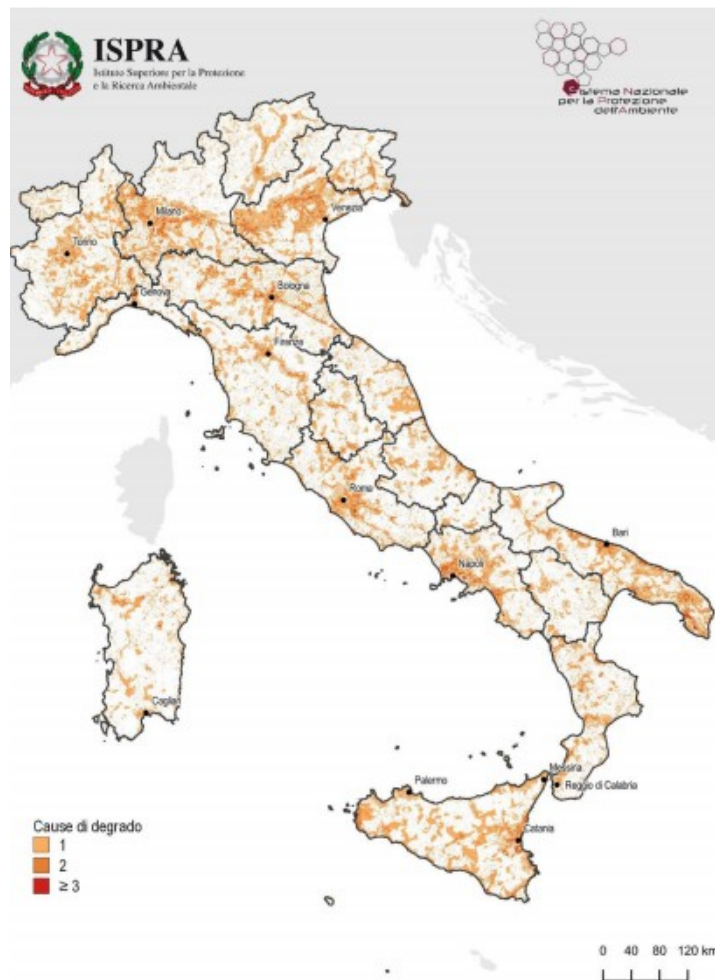 ISPRA
Istituto Superiore per la Protezione
e la Ricerca Ambientale
Sistema Nazionale
per la Protezione
dell'Ambiente
Milano
Venezia
Torino
Genova
Bologna
Firenze
Roma
Bari
Napoli
Cagliari
Messina
Palermo
Reggio di Calabria
Catania
Cause di degrado
1
2
≥ 3
0 40 80 120 km